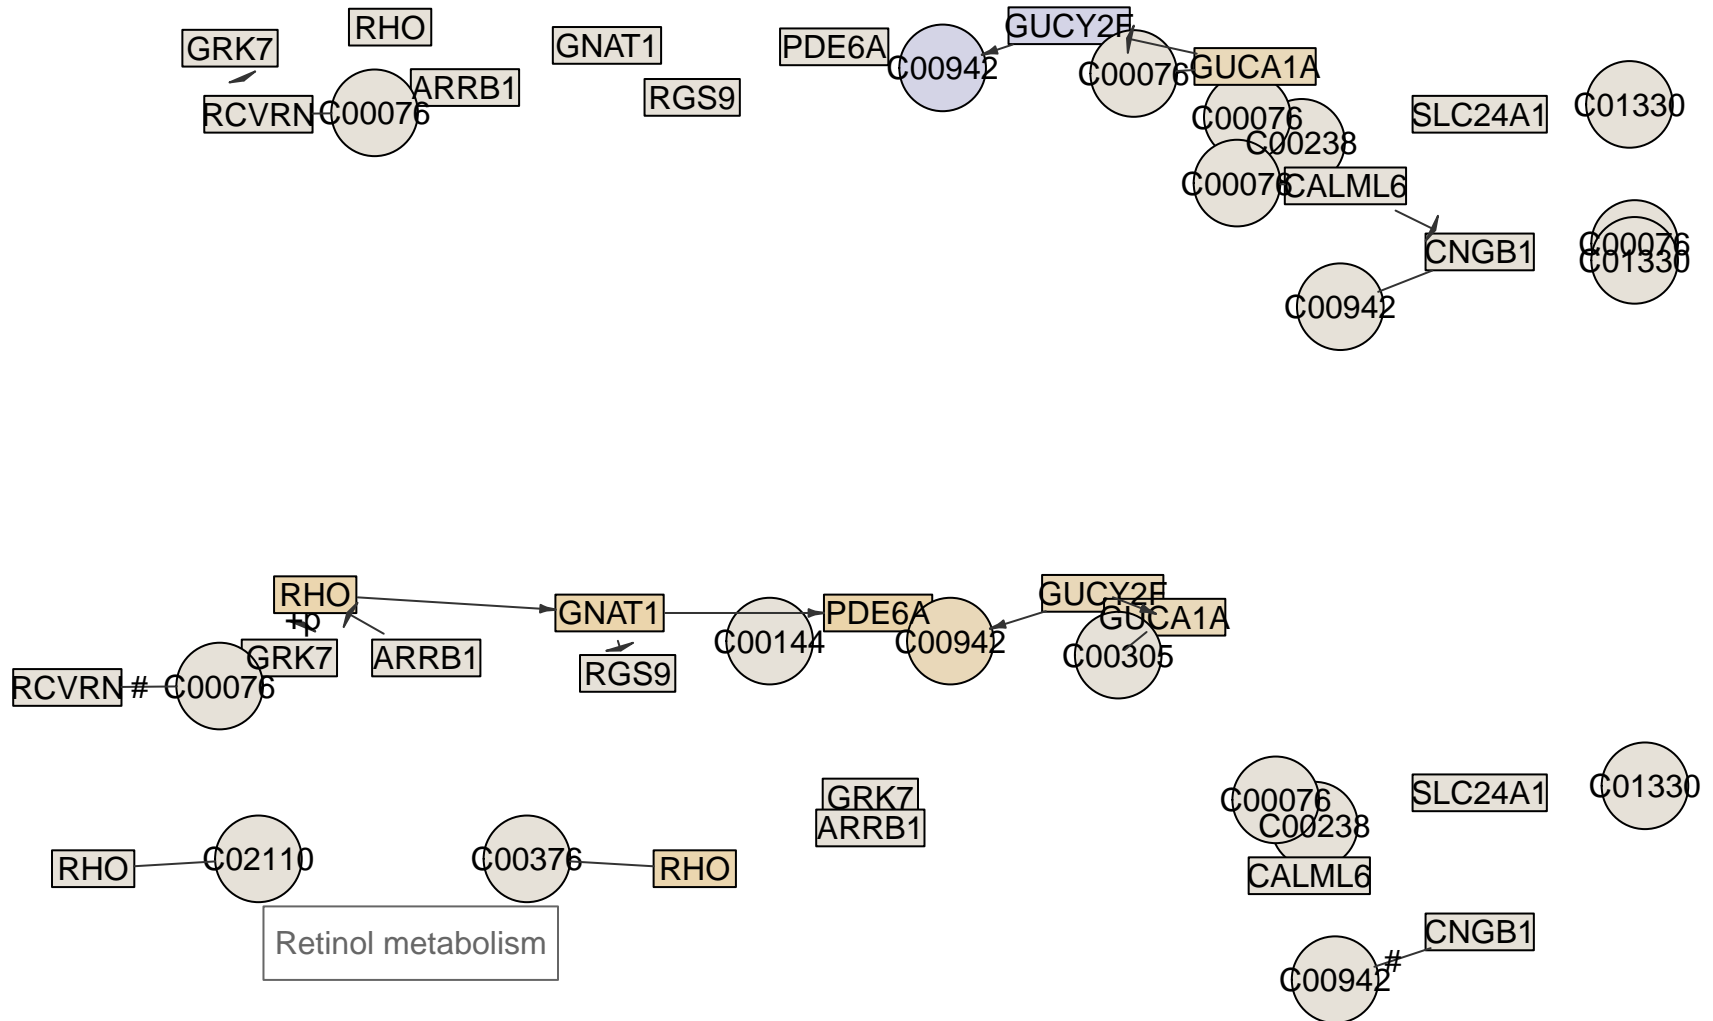 RHO
GRK7
GNAT1
PDE6A
C00942
GUCY2F
C00076
GUCA1A
ARRB1
RGS9
RCVRN
C00076
C00076
C00238
SLC24A1
C01330
C00076
CALML6
CNGB1
C00076
C01330
C00942
RHO
+p
GNAT1
PDE6A
GUCY2F
GUCA1A
GRK7
ARRB1
RGS9
C00144
C00942
C00305
RCVRN
#
C00076
GRK7
ARRB1
C00076
C00238
SLC24A1
C01330
RHO
C02110
C00376
RHO
CALML6
Retinol metabolism
CNGB1
#
C00942